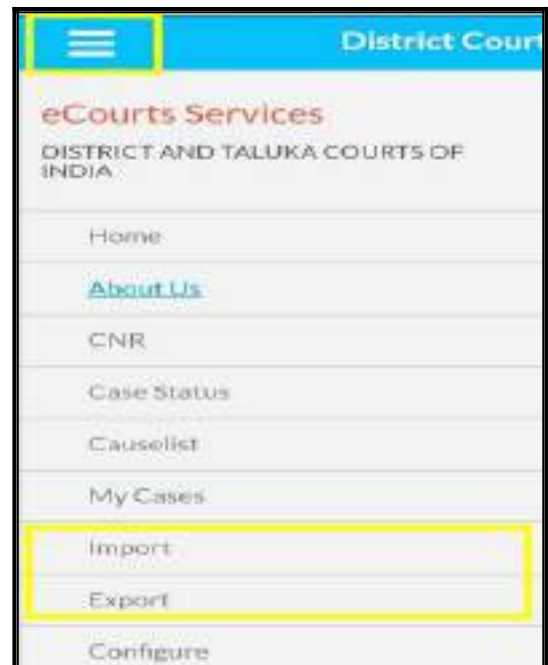 District Court
eCourts Services
DISTRICT AND TALUKA COURTS OF
INDIA
Home
About Us
CNR
Case Status
Causelist
My Cases
Import
Export
Configure